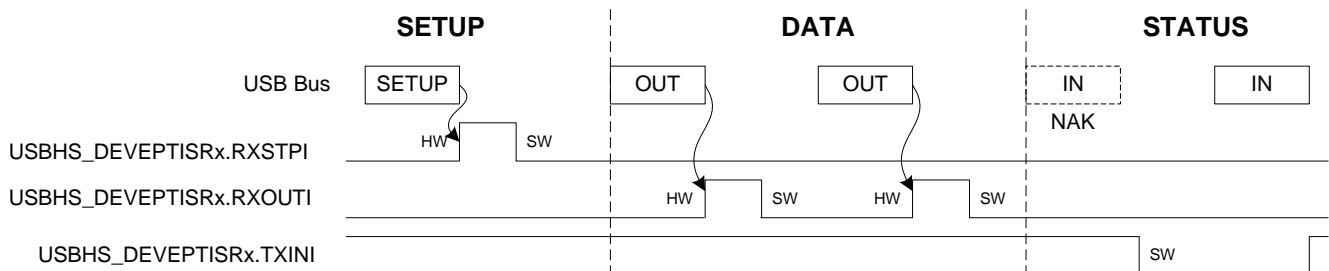 SETUP DATA STATUS
USB Bus SETUP OUT OUT IN IN
NAK
USBHS_DEVEPTISRx.RXSTPI HW SW
USBHS_DEVEPTISRx.RXOUTI HW SW HW SW
USBHS_DEVEPTISRx.TXINI SW